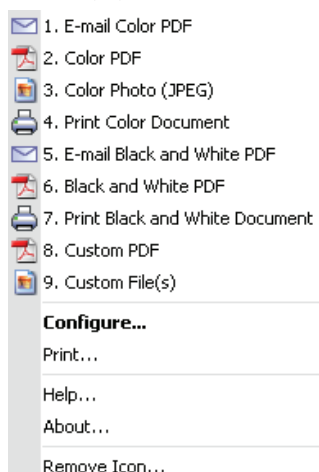 1. E-mail Color PDF
2. Color PDF
3. Color Photo (JPEG)
4. Print Color Document
5. E-mail Black and White PDF
6. Black and White PDF
7. Print Black and White Document
8. Custom PDF
9. Custom File(s)
Configure...
Print...
Help...
About...
Remove Icon...